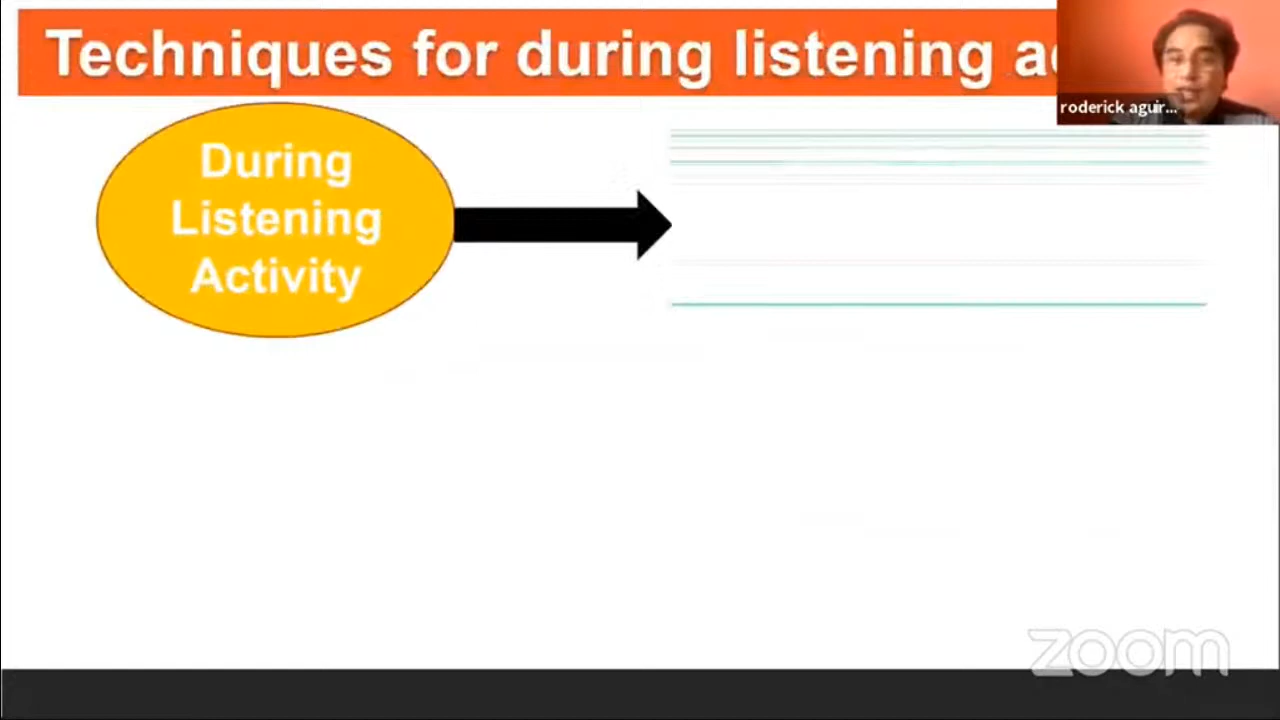 Techniques for during listening
roderick aguir...
During
Listening
Activity
zoom